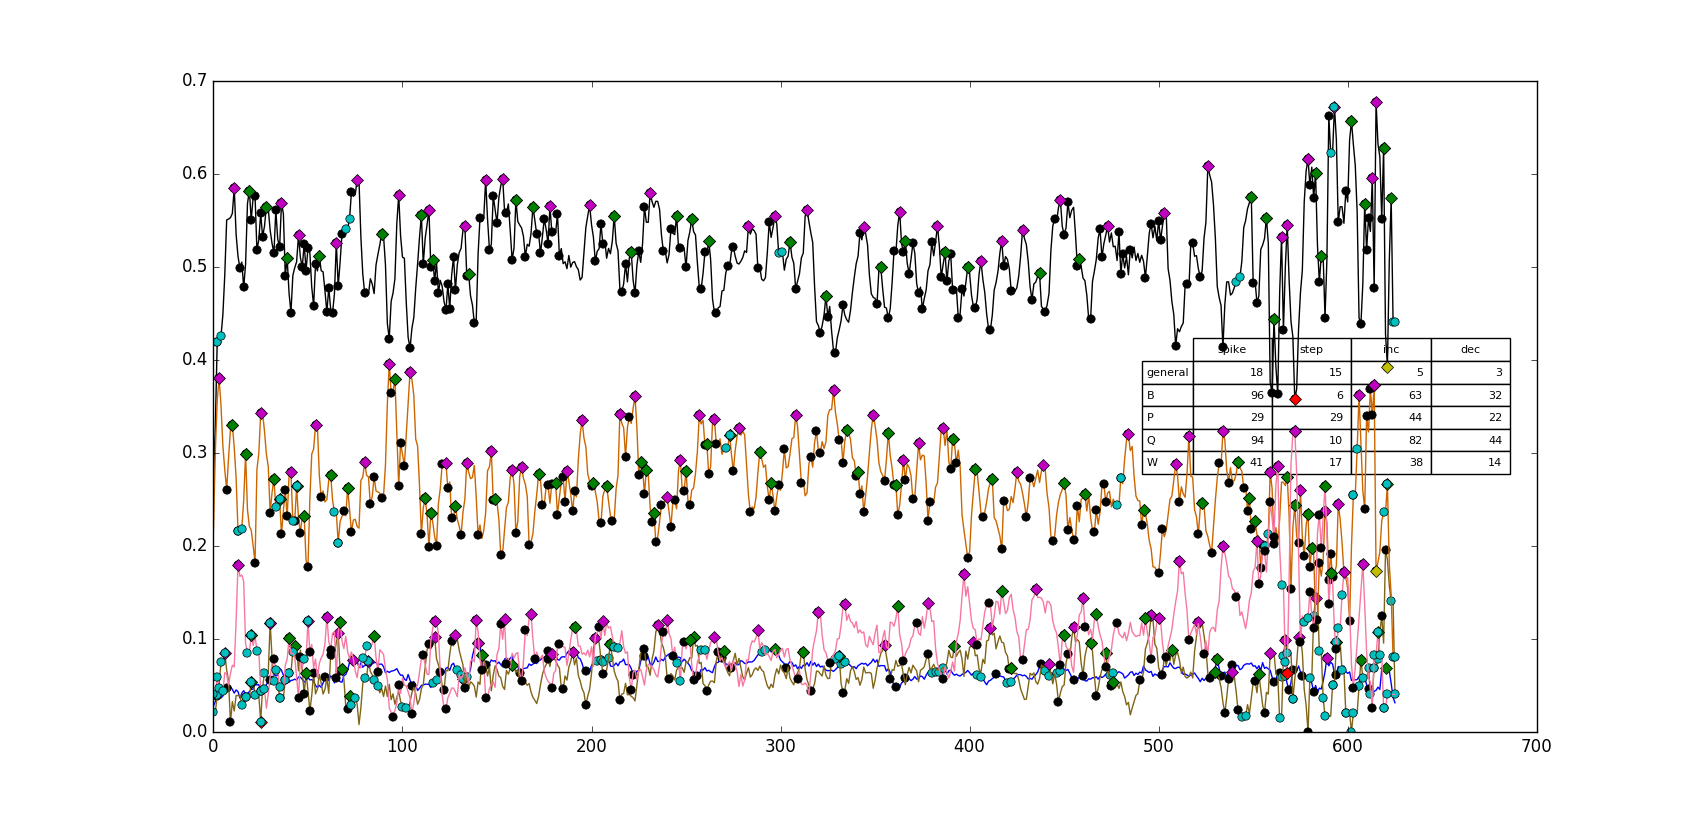 0.7
0.6
0.5
0.4
0.3
0.2
0.1
0.0
spike step inc dec
general 18 15 5 3
B 96 6 63 32
P 29 29 44 22
Q 94 10 82 44
W 41 17 38 14
0 100 200 300 400 500 600 700